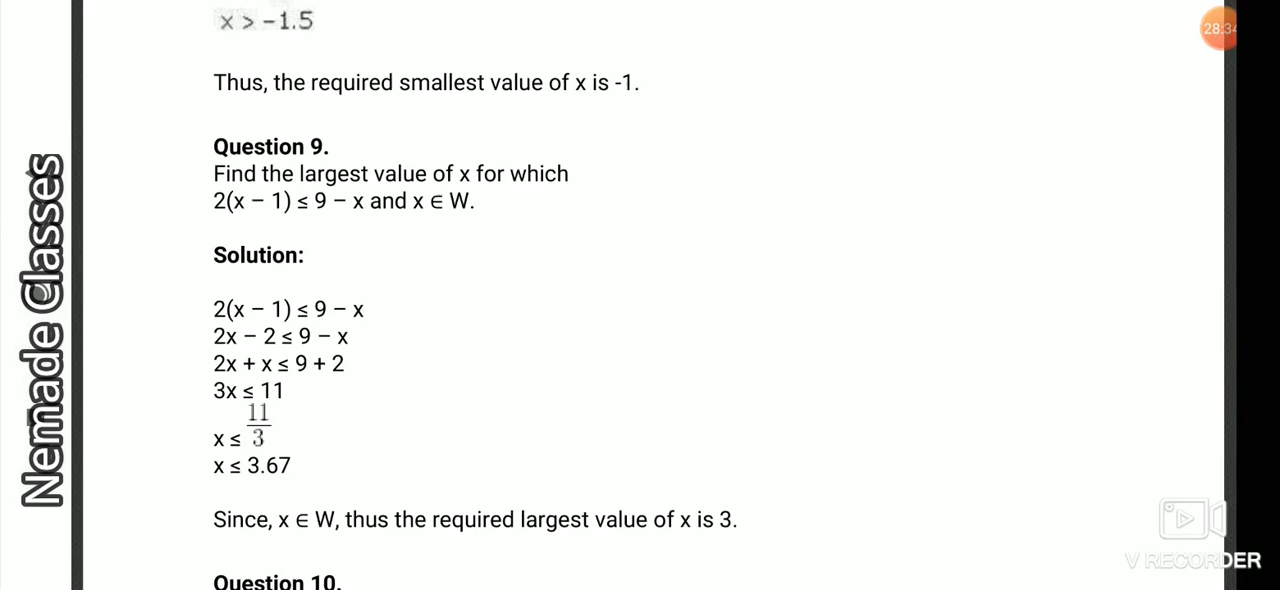 x > −1.5
28:34
Thus, the required smallest value of x is -1.
Question 9.
Find the largest value of x for which
2(x − 1) ≤ 9 − x and x ∈ W.
Solution:
2(x − 1) ≤ 9 − x
2x − 2 ≤ 9 − x
2x + x ≤ 9 + 2
3x ≤ 11
x ≤ 11/3
x ≤ 3.67
Since, x ∈ W, thus the required largest value of x is 3.
Question 10.
Nemade Classes
V RECORDER